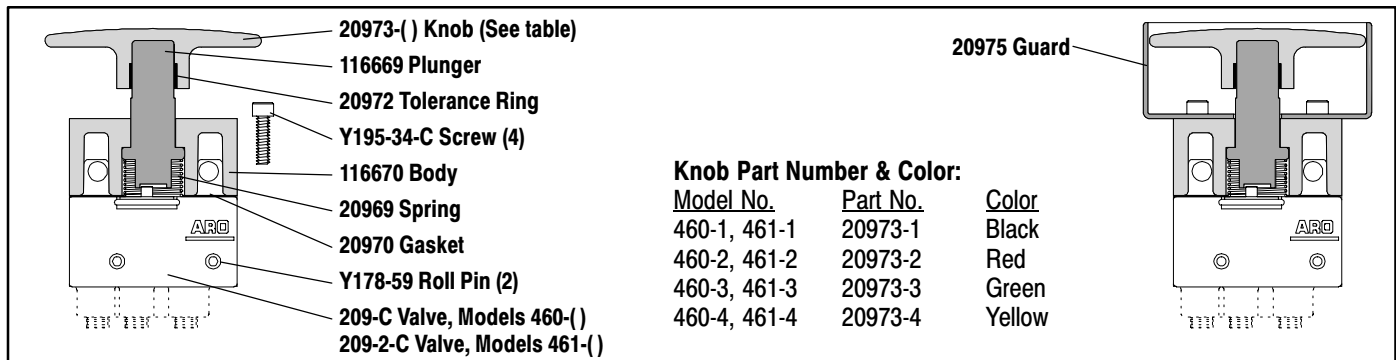 20973-( ) Knob (See table)
116669 Plunger
20972 Tolerance Ring
Y195-34-C Screw (4)
116670 Body
20969 Spring
20970 Gasket
Y178-59 Roll Pin (2)
209-C Valve, Models 460-( )
209-2-C Valve, Models 461-( )
ARO
Knob Part Number & Color:
Model No. Part No. Color
460-1, 461-1 20973-1 Black
460-2, 461-2 20973-2 Red
460-3, 461-3 20973-3 Green
460-4, 461-4 20973-4 Yellow
20975 Guard
ARO